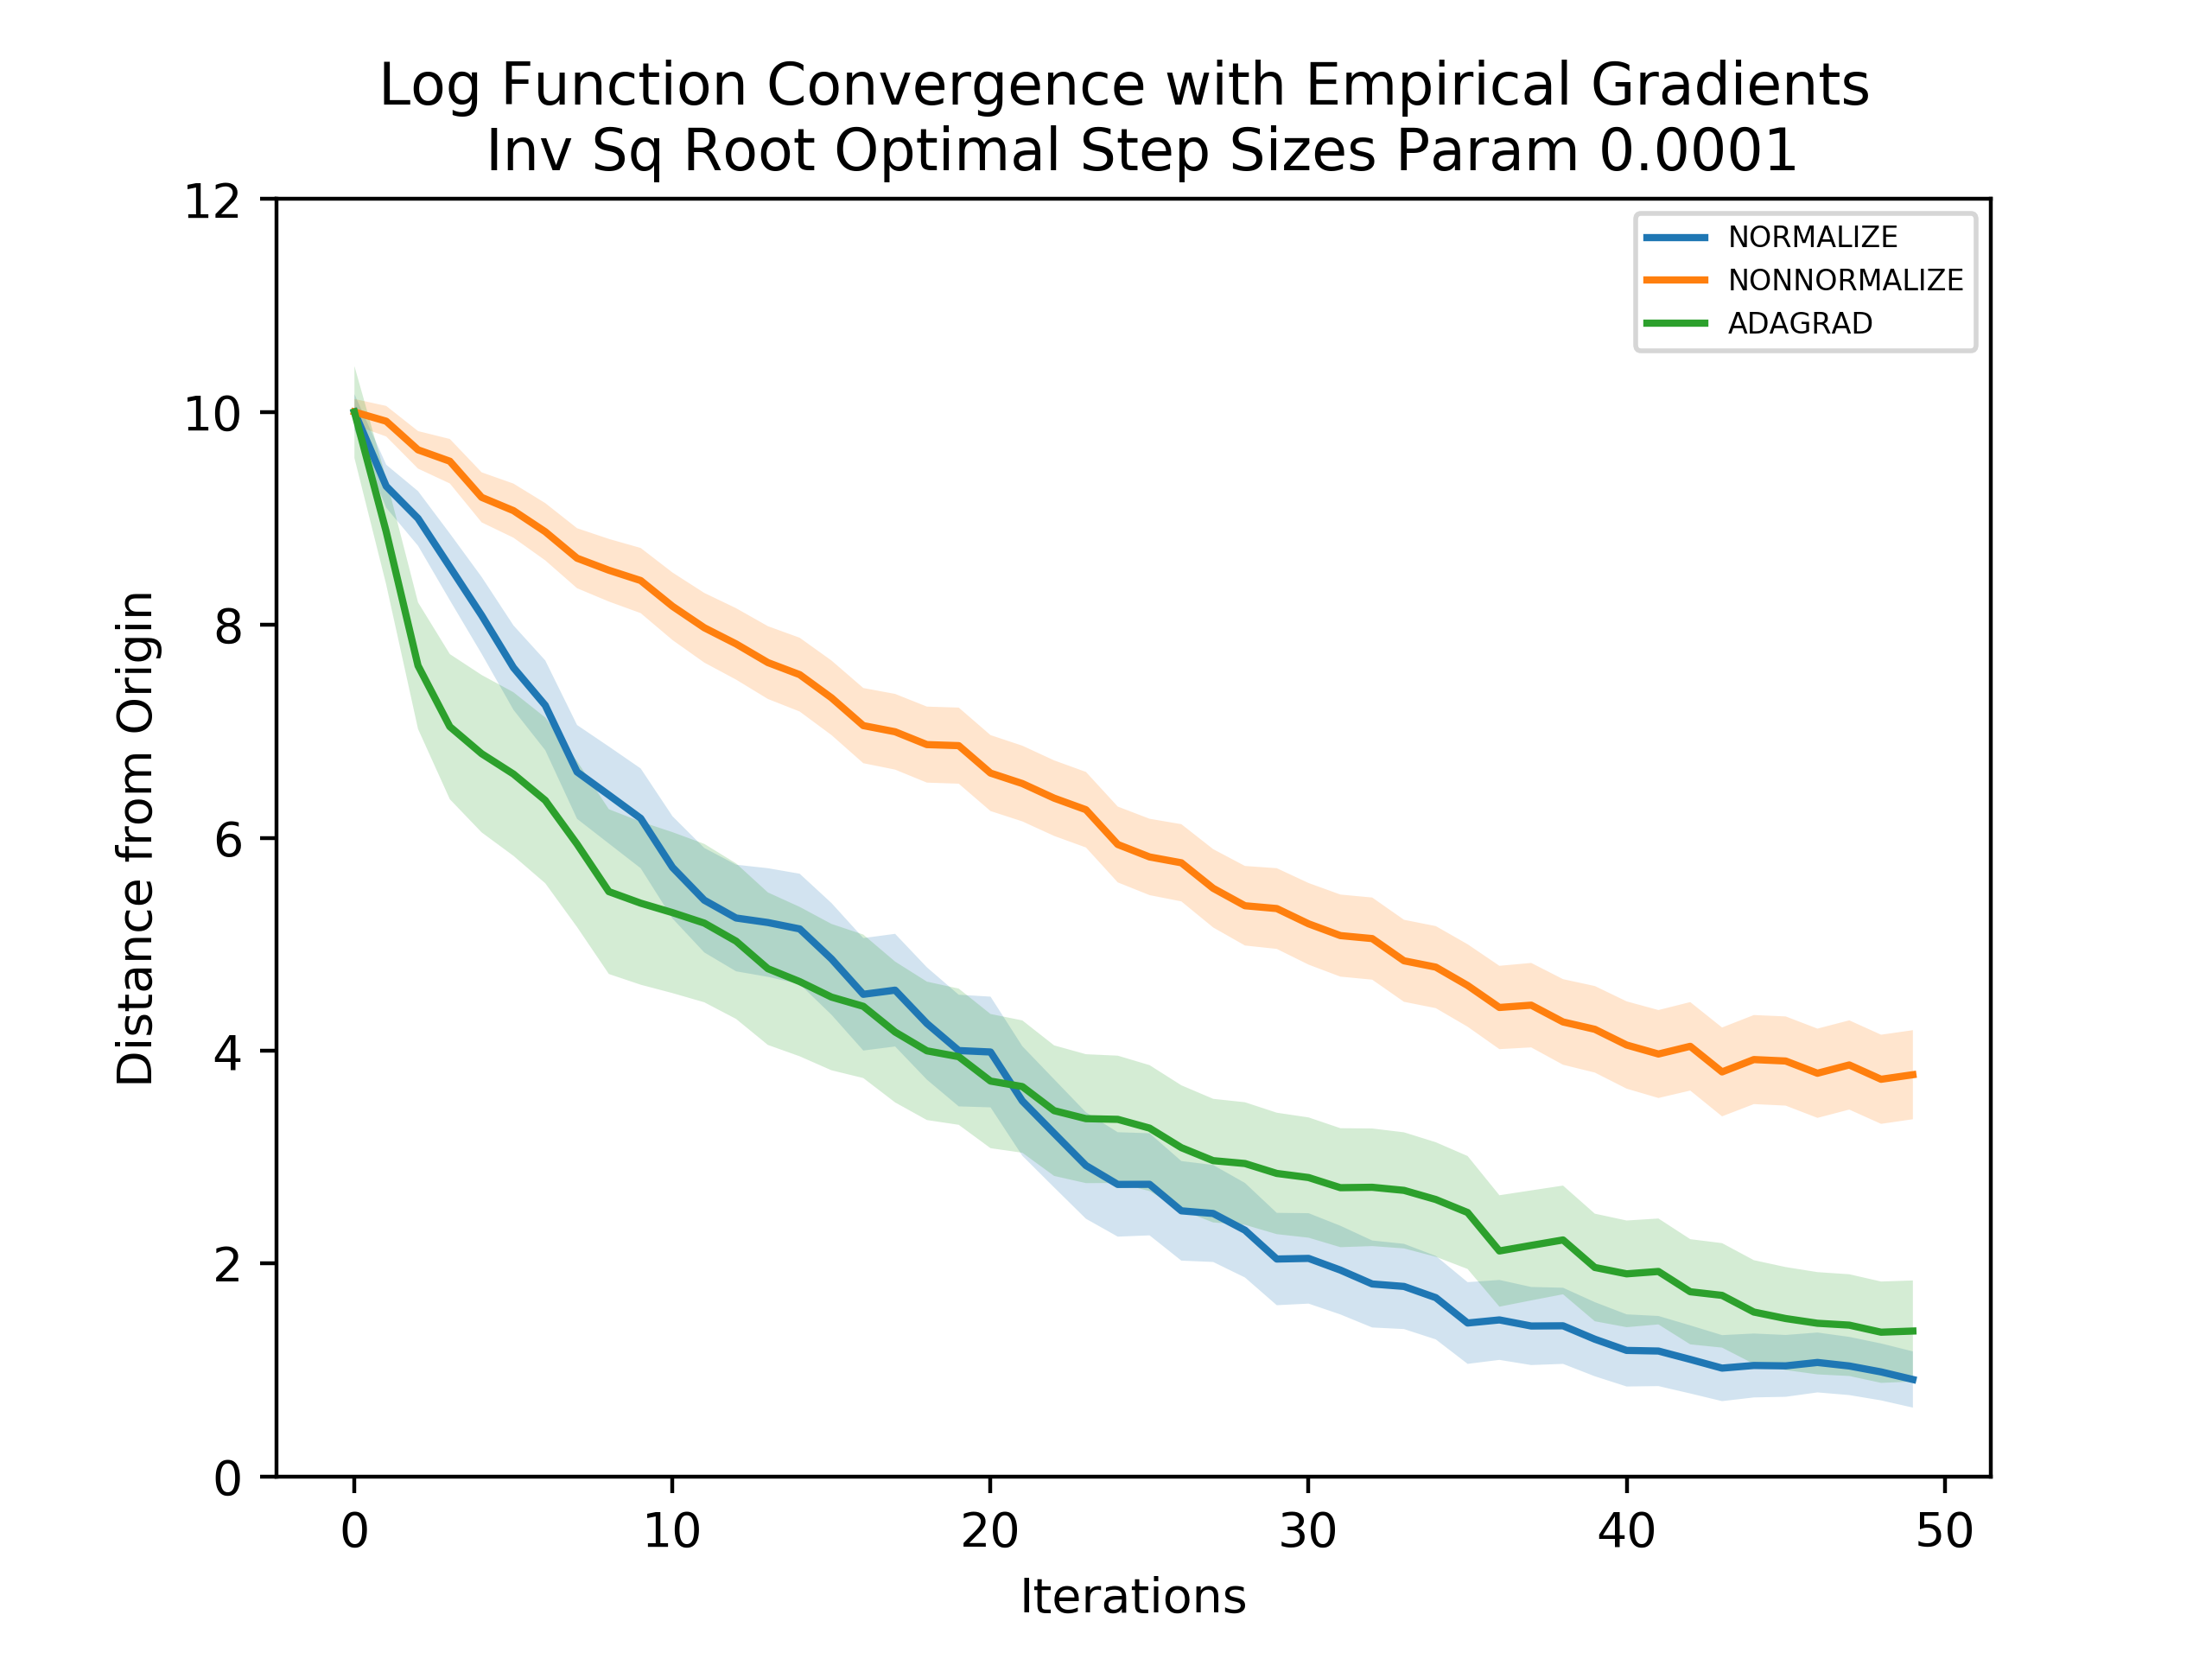 Log Function Convergence with Empirical Gradients
Inv Sq Root Optimal Step Sizes Param 0.0001
12
10
8
6
4
2
0
Distance from Origin
NORMALIZE
NONNORMALIZE
ADAGRAD
0 10 20 30 40 50
Iterations